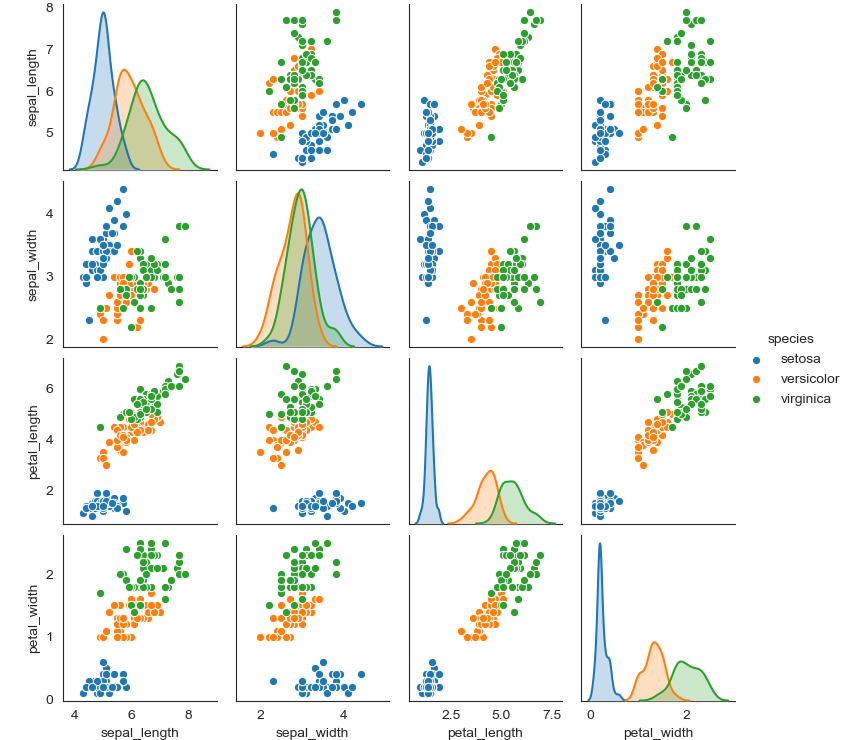 8
7
6
5
sepal_length
4
3
2
sepal_width
6
4
2
petal_length
2
1
0
petal_width
4 6 8
sepal_length
2 4
sepal_width
2.5 5.0 7.5
petal_length
0 2
petal_width
species
setosa
versicolor
virginica